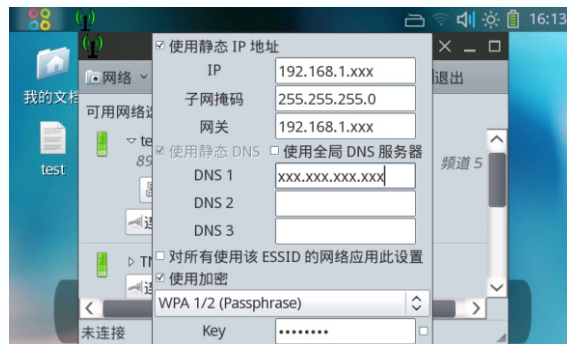 16:13
使用静态 IP 地址
IP 192.168.1.xxx
子网掩码 255.255.255.0
网关 192.168.1.xxx
使用静态 DNS 使用全局 DNS 服务器
DNS 1 xxx.xxx.xxx.xxx
DNS 2
DNS 3
对所有使用该 ESSID 的网络应用此设置
使用加密
WPA 1/2 (Passphrase)
Key ••••••••
网络
退出
可用网络
te
89
频道 5
TN
未连接
我的文档
test